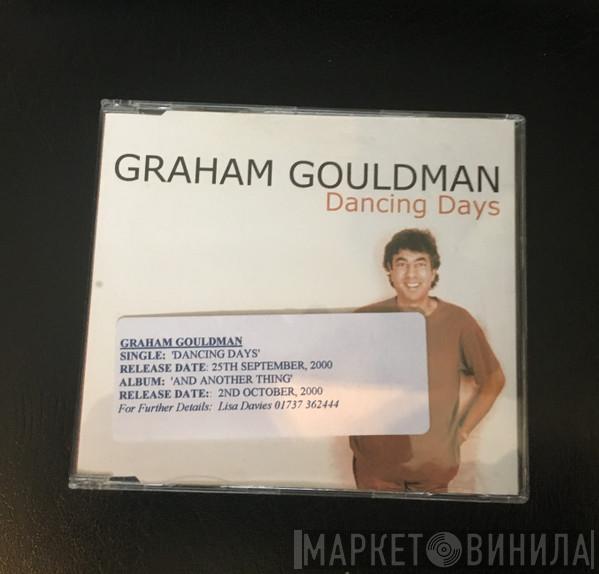 GRAHAM GOULDMAN
Dancing Days
GRAHAM GOULDMAN
SINGLE: 'DANCING DAYS'
RELEASE DATE: 25TH SEPTEMBER, 2000
ALBUM: 'AND ANOTHER THING'
RELEASE DATE:: 2ND OCTOBER, 2000
For Further Details: Lisa Davies 01737 362444
МАРКЕТ ВИНИЛА